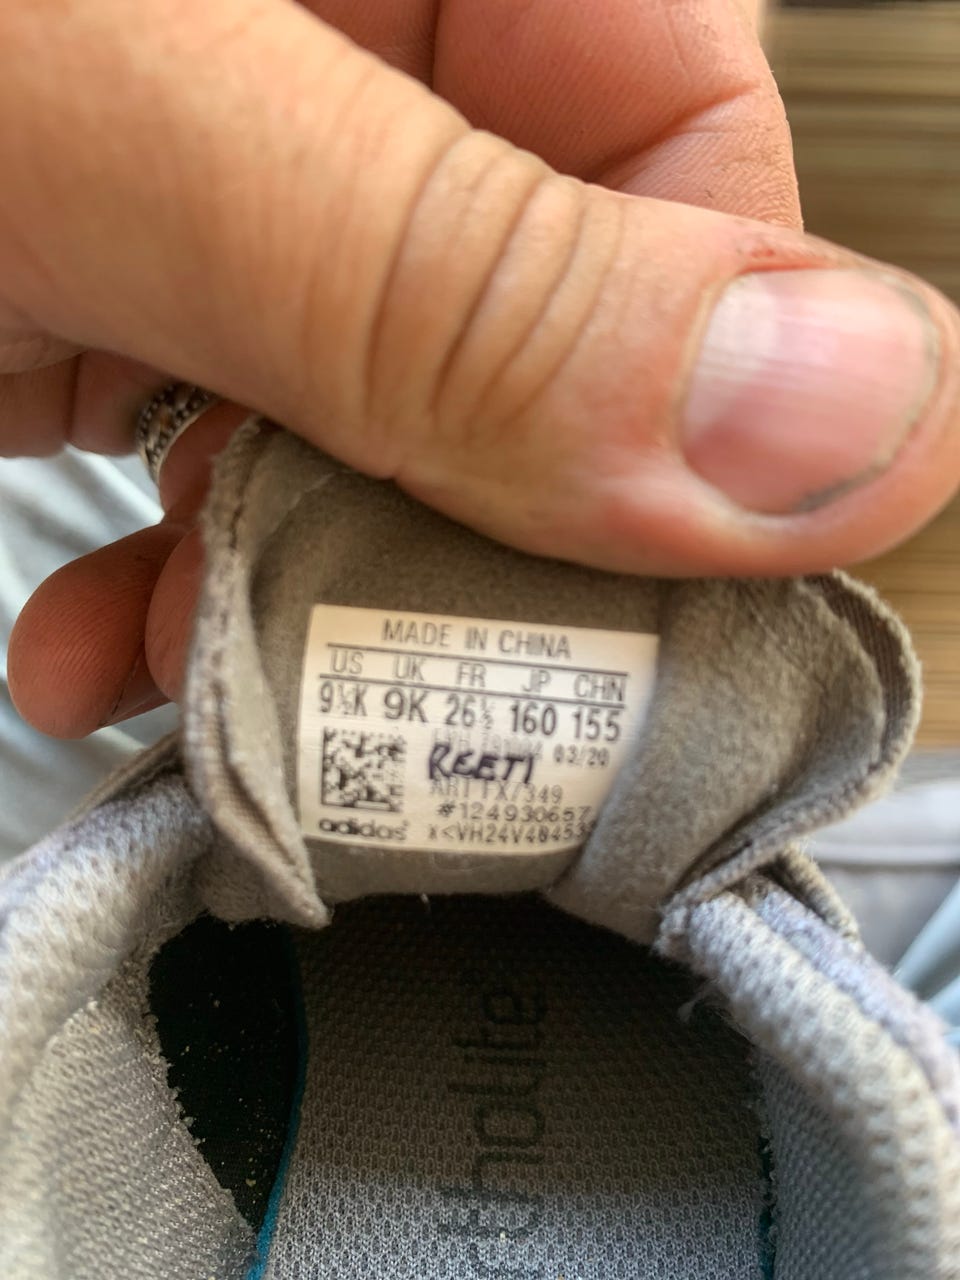 MADE IN CHINA
US UK FR JP CHN
9½K 9K 26½ 160 155
03/20
REETI
ART FX7349
#124930657
adidas
ortholite